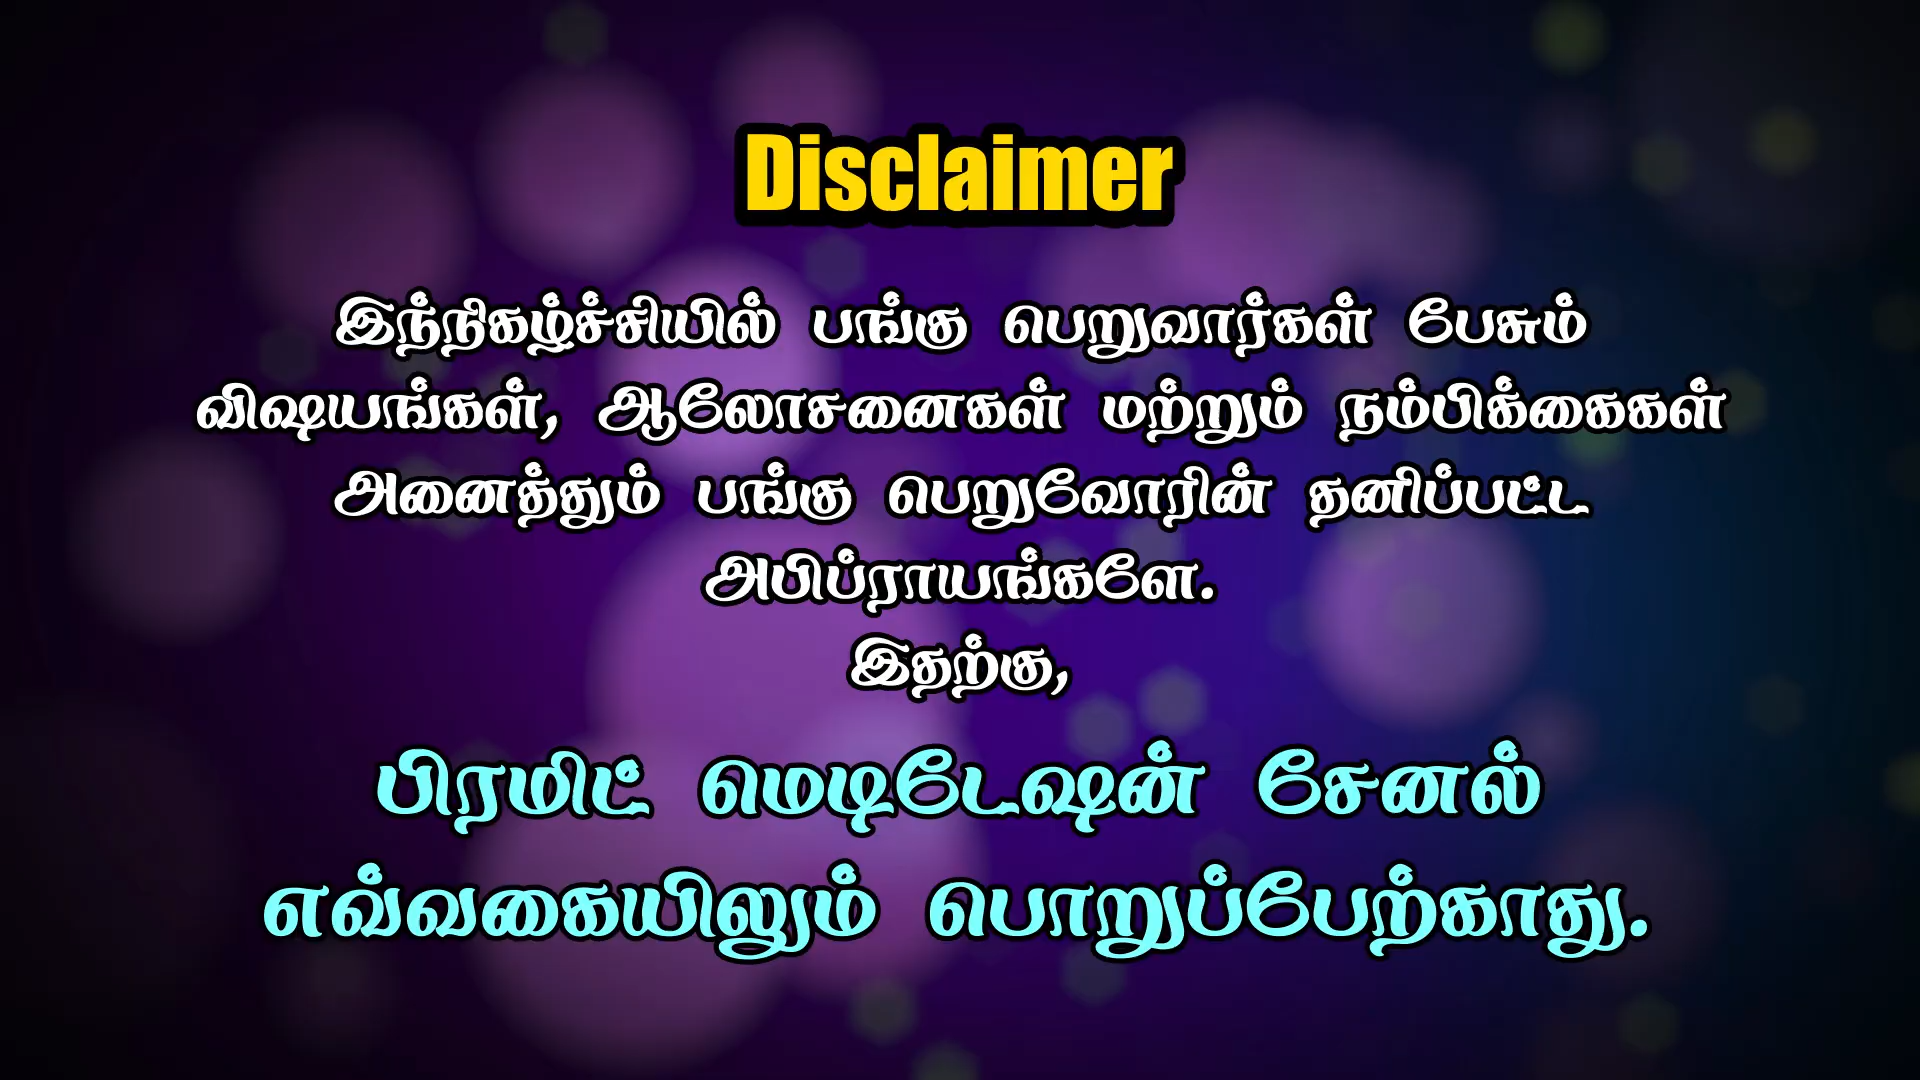 Disclaimer
இந்நிகழ்ச்சியில் பங்கு பெறுவார்கள் பேசும்
விஷயங்கள், ஆலோசனைகள் மற்றும் நம்பிக்கைகள்
அனைத்தும் பங்கு பெறுவோரின் தனிப்பட்ட
அபிப்ராயங்களே.
இதற்கு,
பிரமிட் மெடிடேஷன் சேனல்
எவ்வகையிலும் பொறுப்பேற்காது.